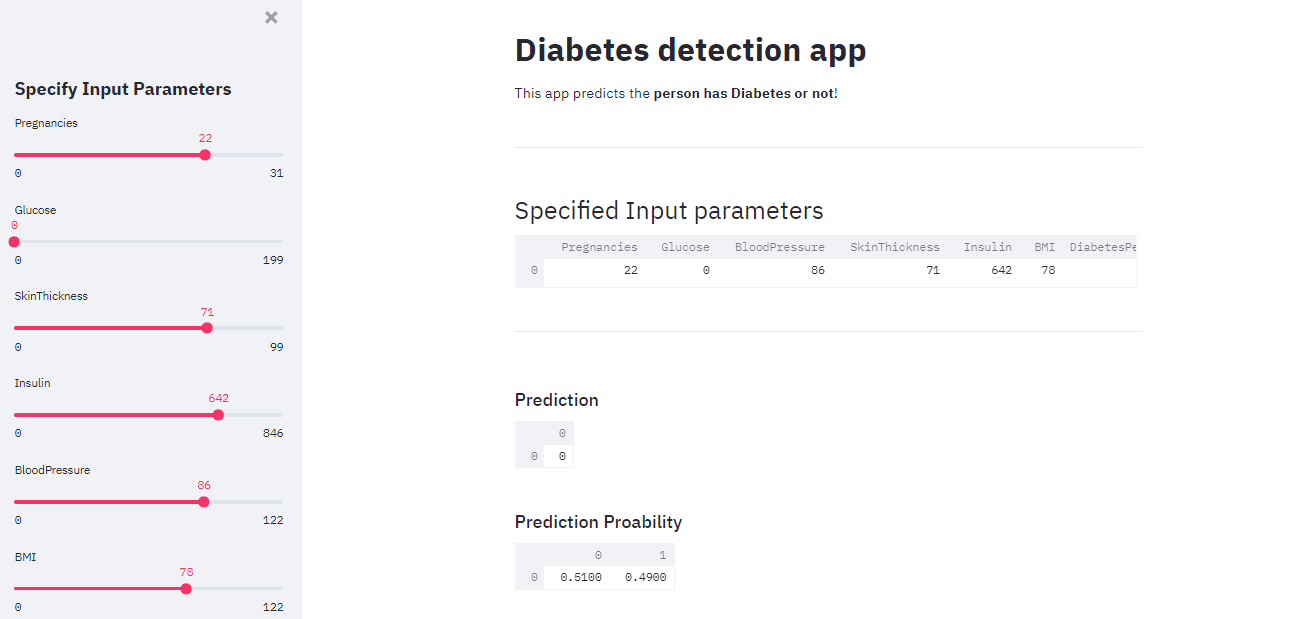 ×
Specify Input Parameters
Pregnancies
22
0 31
Glucose
0
0 199
SkinThickness
71
0 99
Insulin
642
0 846
BloodPressure
86
0 122
BMI
78
0 122
Diabetes detection app
This app predicts the person has Diabetes or not!
Specified Input parameters
Pregnancies Glucose BloodPressure SkinThickness Insulin BMI DiabetesPe
0 22 0 86 71 642 78
Prediction
0
0 0
Prediction Proability
0 1
0 0.5100 0.4900